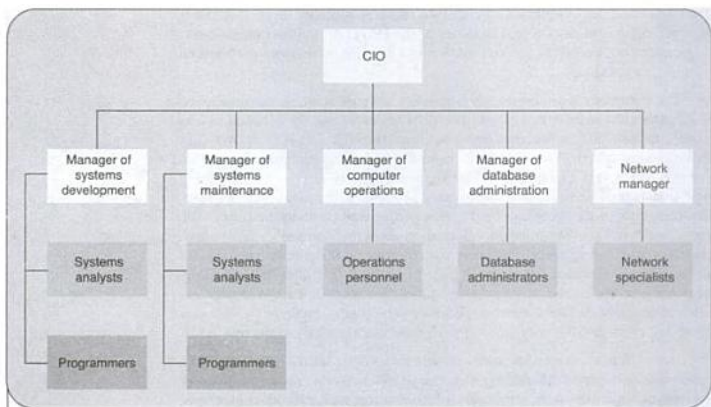 CIO
Manager of
systems
development
Manager of
systems
maintenance
Manager of
computer
operations
Manager of
database
administration
Network
manager
Systems
analysts
Systems
analysts
Operations
personnel
Database
administrators
Network
specialists
Programmers
Programmers